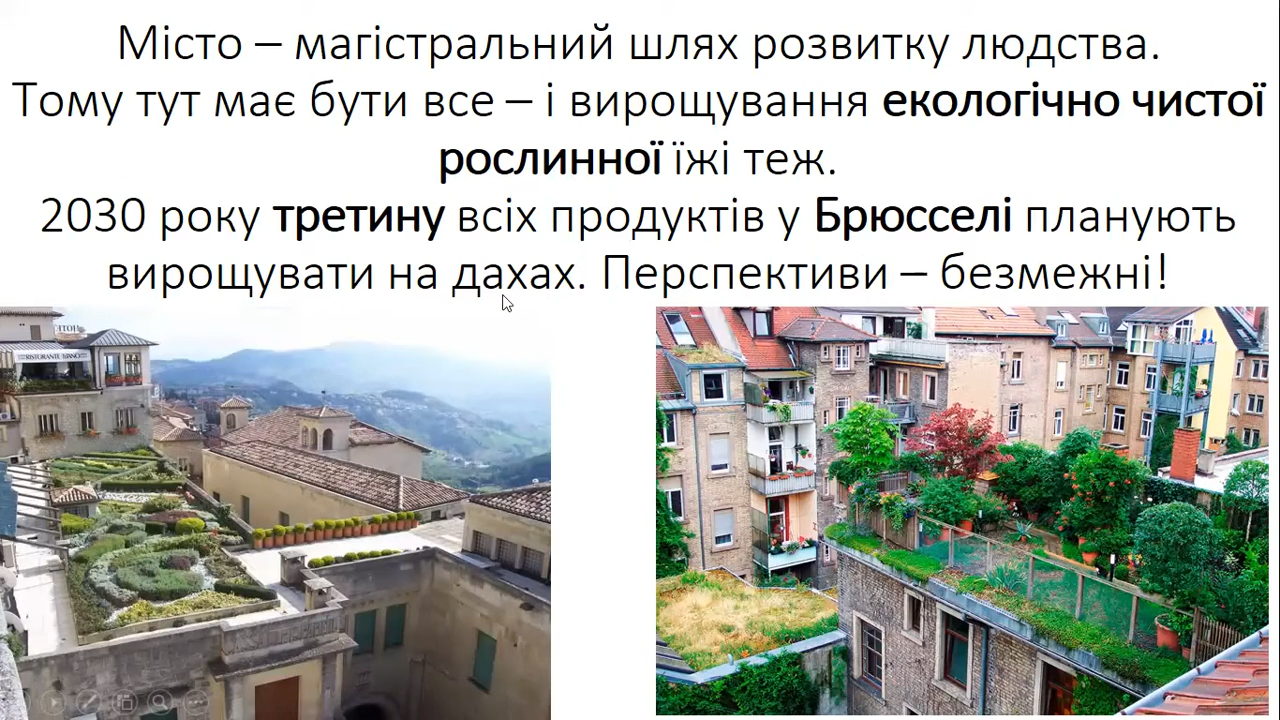 Місто – магістральний шлях розвитку людства.
Тому тут має бути все – і вирощування екологічно чистої
рослинної їжі теж.
2030 року третину всіх продуктів у Брюсселі планують
вирощувати на дахах. Перспективи – безмежні!
RISTORANTE